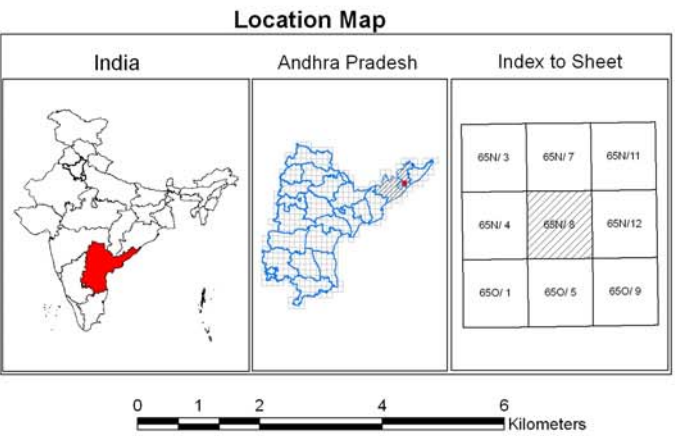 Location Map
India
Andhra Pradesh
Index to Sheet
65N/ 3 65N/ 7 65N/11
65N/ 4 65N/ 8 65N/12
65O/ 1 65O/ 5 65O/ 9
0 1 2 4 6
Kilometers